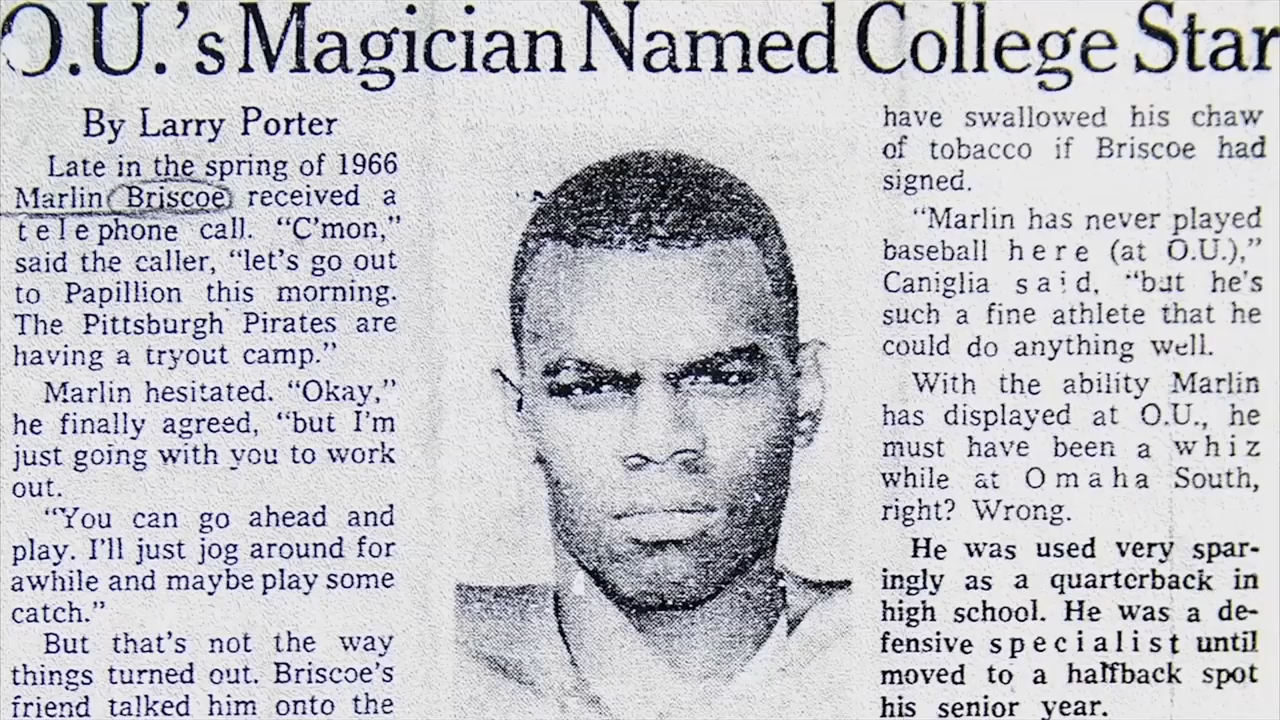 O.U.'s Magician Named College Star
By Larry Porter
Late in the spring of 1966
Marlin Briscoe received a
telephone call. "C'mon,"
said the caller, "let's go out
to Papillion this morning.
The Pittsburgh Pirates are
having a tryout camp."
Marlin hesitated. "Okay,"
he finally agreed, "but I'm
just going with you to work
out.
"You can go ahead and
play. I'll just jog around for
awhile and maybe play some
catch."
But that's not the way
things turned out. Briscoe's
friend talked him onto the
have swallowed his chaw
of tobacco if Briscoe had
signed.
"Marlin has never played
baseball here (at O.U.),"
Caniglia said, "but he's
such a fine athlete that he
could do anything well.
With the ability Marlin
has displayed at O.U., he
must have been a whiz
while at Omaha South,
right? Wrong.
He was used very spar-
ingly as a quarterback in
high school. He was a de-
fensive specialist until
moved to a halfback spot
his senior year.